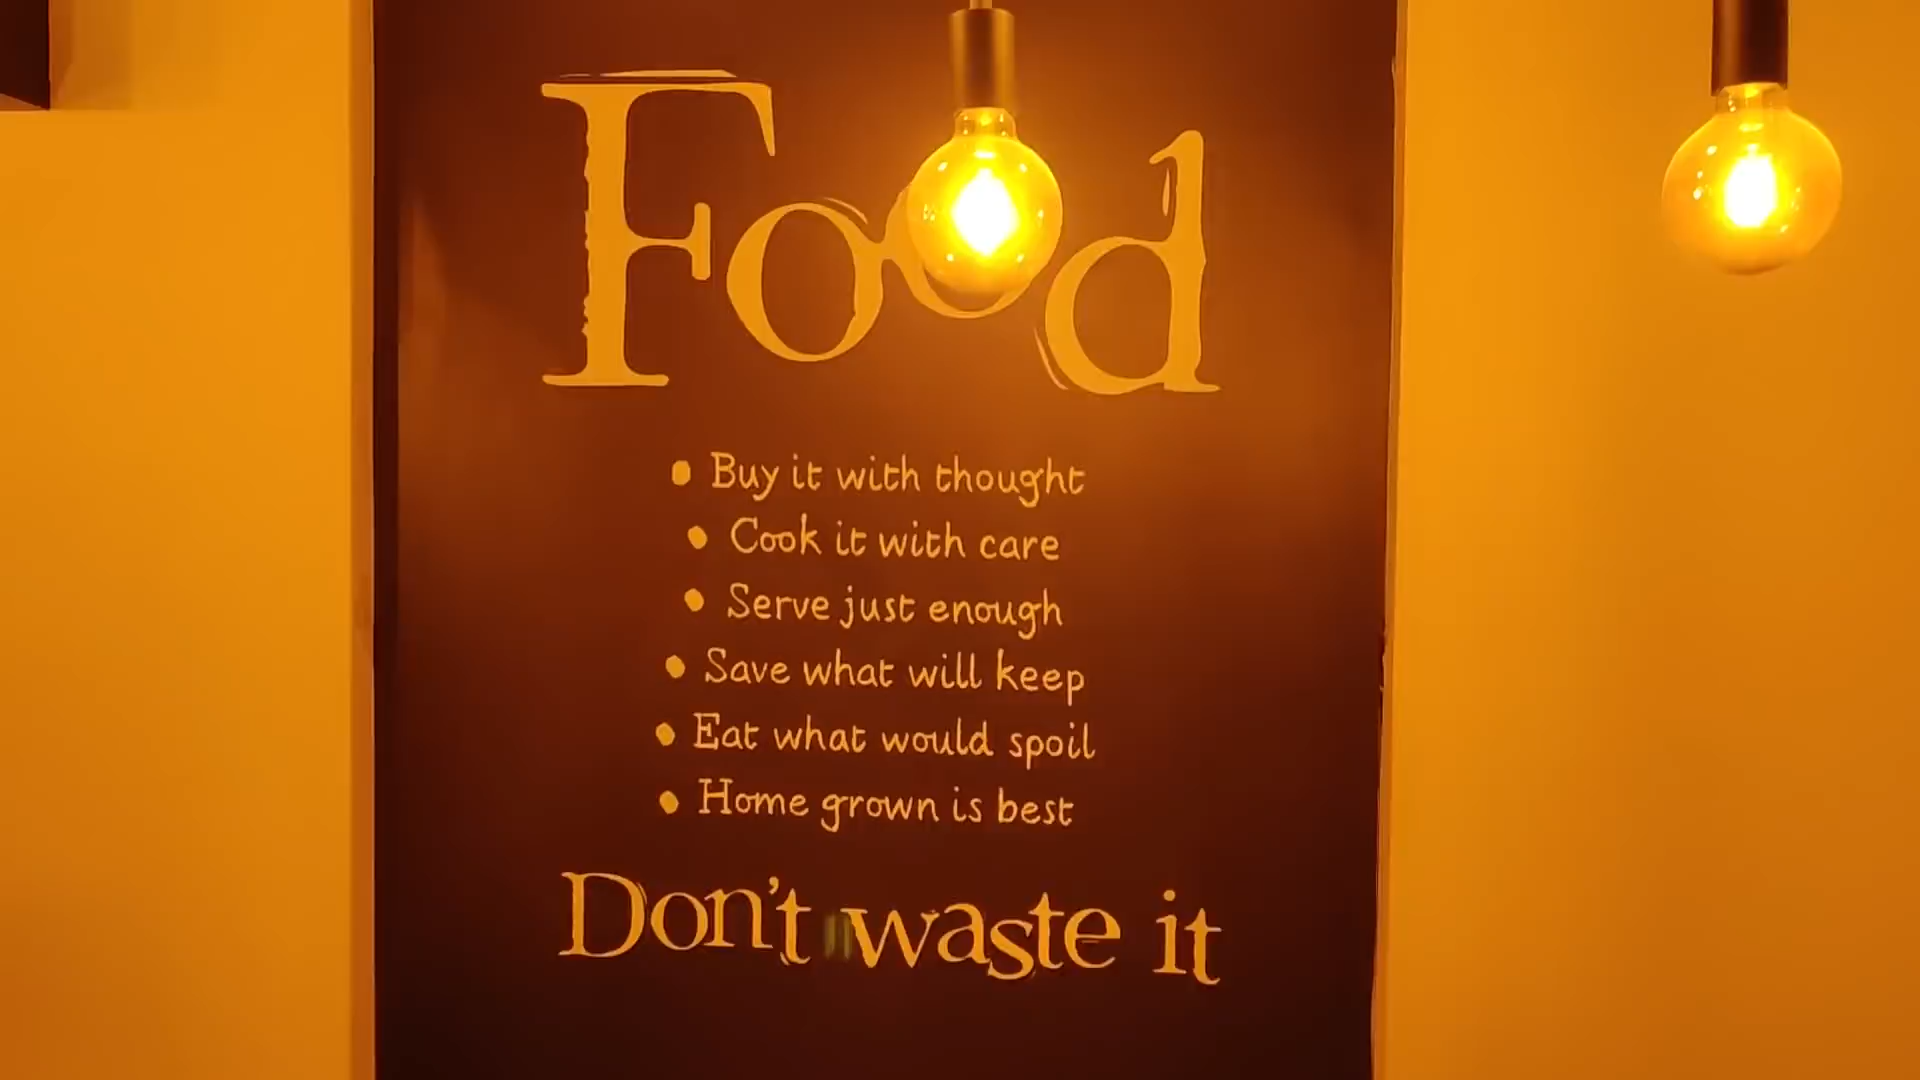 Food
• Buy it with thought
• Cook it with care
• Serve just enough
• Save what will keep
• Eat what would spoil
• Home grown is best
Don't waste it